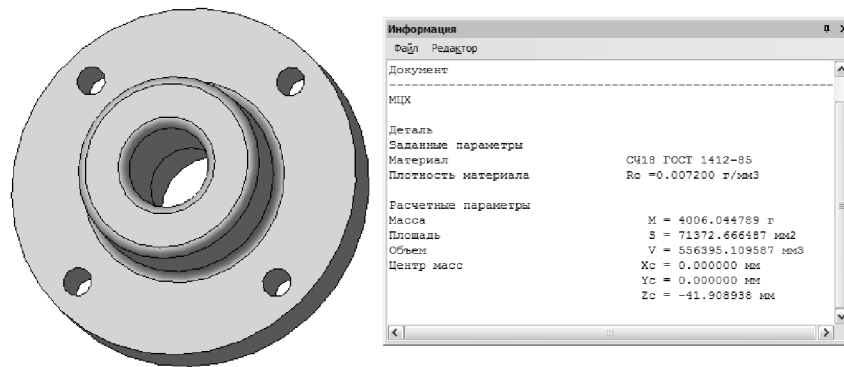 Информация
Файл Редактор
Документ
МЦХ
Деталь
Заданные параметры
Материал СЧ18 ГОСТ 1412-85
Плотность материала Ro =0.007200 г/мм3
Расчетные параметры
Масса M = 4006.044789 г
Площадь S = 71372.666487 мм2
Объем V = 556395.109587 мм3
Центр масс Xc = 0.000000 мм
Yc = 0.000000 мм
Zc = -41.908938 мм